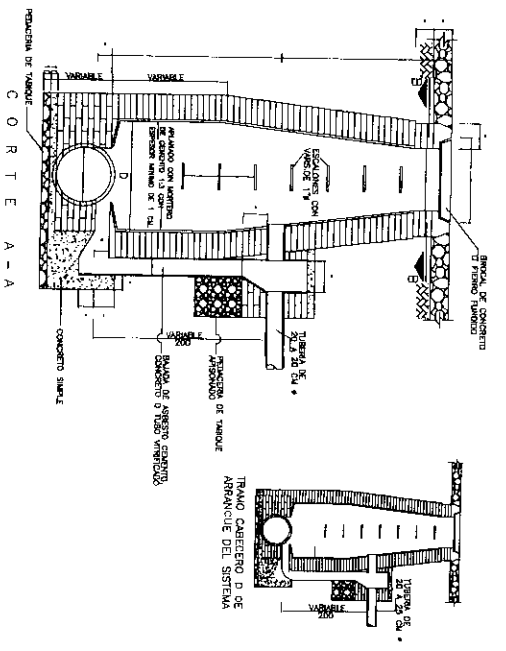 BROCAL DE CONCRETO
O FIERRO FUNDIDO
B
B
ESCALONES CON
VARS DE 1"ø
TUBERIA DE
20 A 20 CM ø
APLANADO CON MORTERO
DE CEMENTO 1:3 CON
ESPESOR MINIMO DE 1 CM.
D
VARIABLE
VARIABLE
VARIABLE
200
PEDACERIA DE TABIQUE
PEDACERIA DE TABIQUE
APISONADO
BAJADA DE ASBESTO CEMENTO,
CONCRETO O TUBO VITRIFICADO
CONCRETO SIMPLE
CORTE A-A
TUBERIA DE
20 A 25 CM ø
VARIABLE
200
TRAMO CABECERO D DE
ARRANCUE DEL SISTEMA